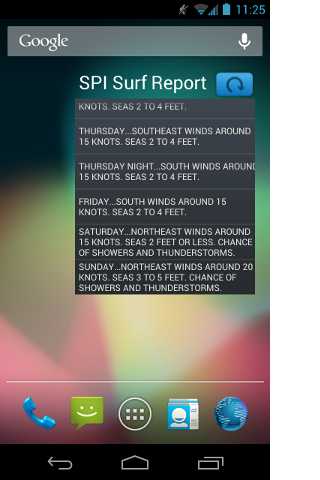 11:25
Google
SPI Surf Report
KNOTS. SEAS 2 TO 4 FEET.
THURSDAY...SOUTHEAST WINDS AROUND
15 KNOTS. SEAS 2 TO 4 FEET.
THURSDAY NIGHT...SOUTH WINDS AROUND
15 KNOTS. SEAS 2 TO 4 FEET.
FRIDAY...SOUTH WINDS AROUND 15
KNOTS. SEAS 2 TO 4 FEET.
SATURDAY...NORTHEAST WINDS AROUND
15 KNOTS. SEAS 2 FEET OR LESS. CHANCE
OF SHOWERS AND THUNDERSTORMS.
SUNDAY...NORTHEAST WINDS AROUND 20
KNOTS. SEAS 3 TO 5 FEET. CHANCE OF
SHOWERS AND THUNDERSTORMS.